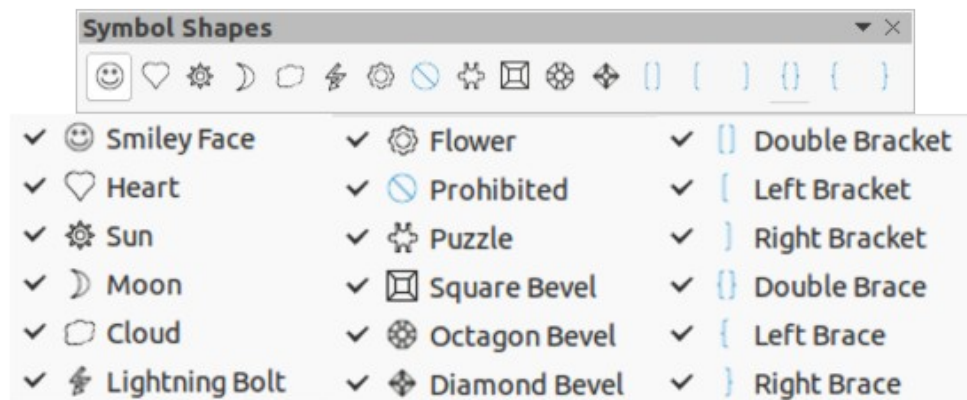 Symbol Shapes
Smiley Face
Heart
Sun
Moon
Cloud
Lightning Bolt
Flower
Prohibited
Puzzle
Square Bevel
Octagon Bevel
Diamond Bevel
Double Bracket
Left Bracket
Right Bracket
Double Brace
Left Brace
Right Brace